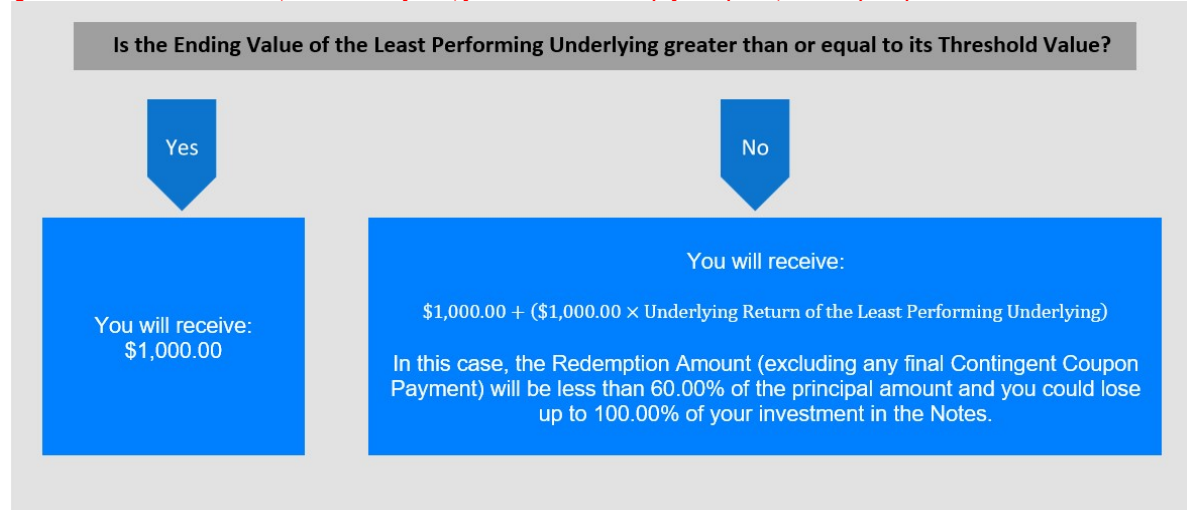 Is the Ending Value of the Least Performing Underlying greater than or equal to its Threshold Value?
Yes
No
You will receive:
$1,000.00
You will receive:
$1,000.00 + ($1,000.00 × Underlying Return of the Least Performing Underlying)
In this case, the Redemption Amount (excluding any final Contingent Coupon
Payment) will be less than 60.00% of the principal amount and you could lose
up to 100.00% of your investment in the Notes.